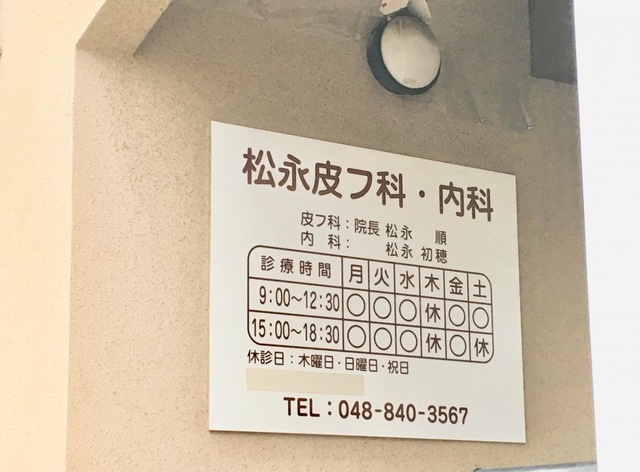 松永皮フ科・内科
皮フ科：院長 松永　順
内　科：　　松永 初穂
診療時間 月 火 水 木 金 土
9:00〜12:30 ○ ○ ○ 休 ○ ○
15:00〜18:30 ○ ○ ○ 休 ○ 休
休診日：木曜日・日曜日・祝日
TEL：048-840-3567